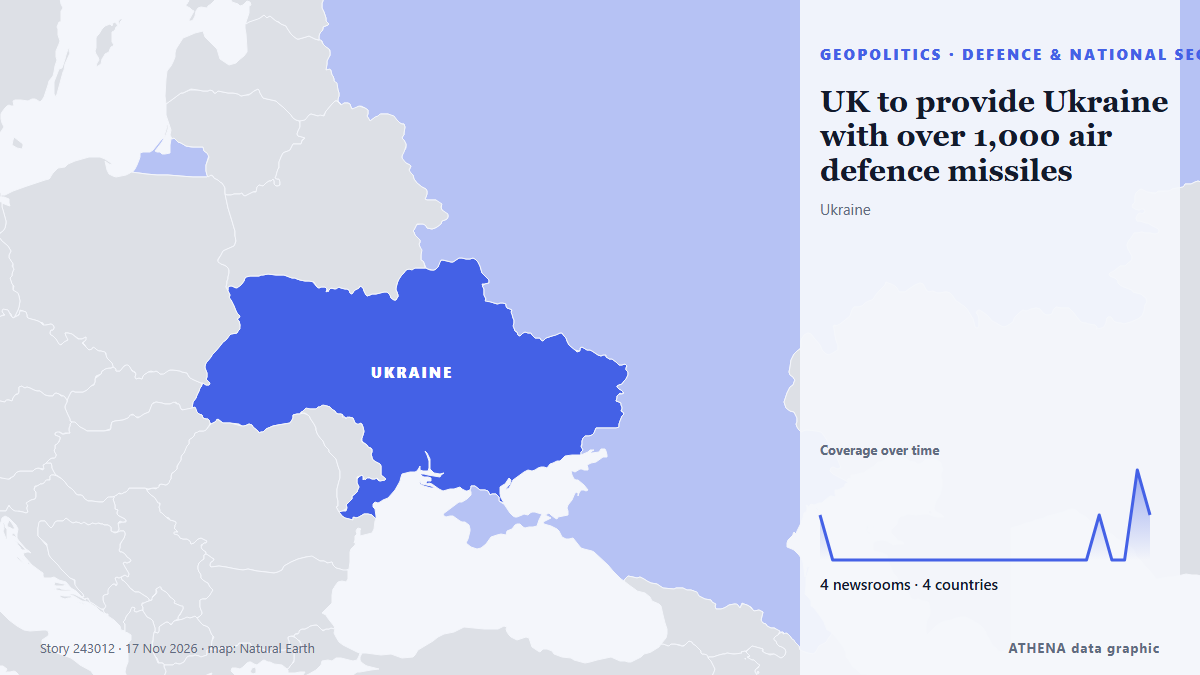 GEOPOLITICS · DEFENCE & NATIONAL
UK to provide Ukraine
with over 1,000 air
defence missiles
Ukraine
UKRAINE
Coverage over time
4 newsrooms · 4 countries
Story 243012 · 17 Nov 2026 · map: Natural Earth
ATHENA data graphic